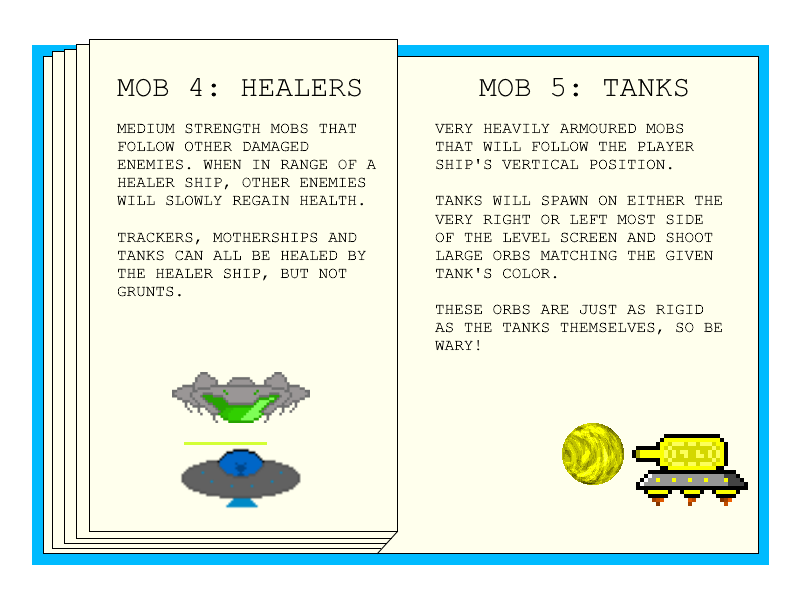 MOB 4: HEALERS
MEDIUM STRENGTH MOBS THAT
FOLLOW OTHER DAMAGED
ENEMIES. WHEN IN RANGE OF A
HEALER SHIP, OTHER ENEMIES
WILL SLOWLY REGAIN HEALTH.
TRACKERS, MOTHERSHIPS AND
TANKS CAN ALL BE HEALED BY
THE HEALER SHIP, BUT NOT
GRUNTS.
MOB 5: TANKS
VERY HEAVILY ARMOURED MOBS
THAT WILL FOLLOW THE PLAYER
SHIP'S VERTICAL POSITION.
TANKS WILL SPAWN ON EITHER THE
VERY RIGHT OR LEFT MOST SIDE
OF THE LEVEL SCREEN AND SHOOT
LARGE ORBS MATCHING THE GIVEN
TANK'S COLOR.
THESE ORBS ARE JUST AS RIGID
AS THE TANKS THEMSELVES, SO BE
WARY!